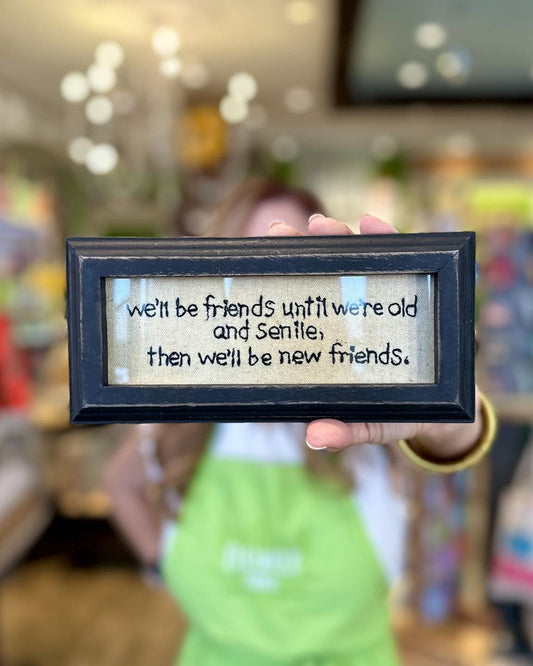 we'll be friends until we're old
and senile,
then we'll be new friends.